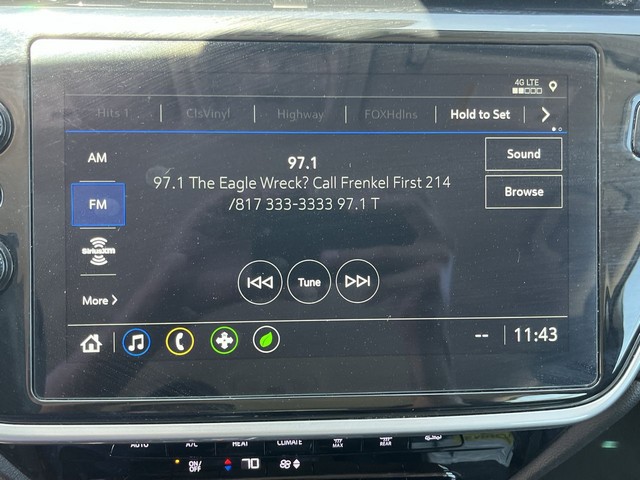 4G LTE
Hits 1 ClsVinyl Highway FOXHdlns Hold to Set
AM
97.1
Sound
97.1 The Eagle Wreck? Call Frenkel First 214
FM
Browse
/817 333-3333 97.1 T
SiriusXM
Tune
More
-- 11:43
AUTO A/C HEAT CLIMATE MAX REAR
ON/
OFF
70